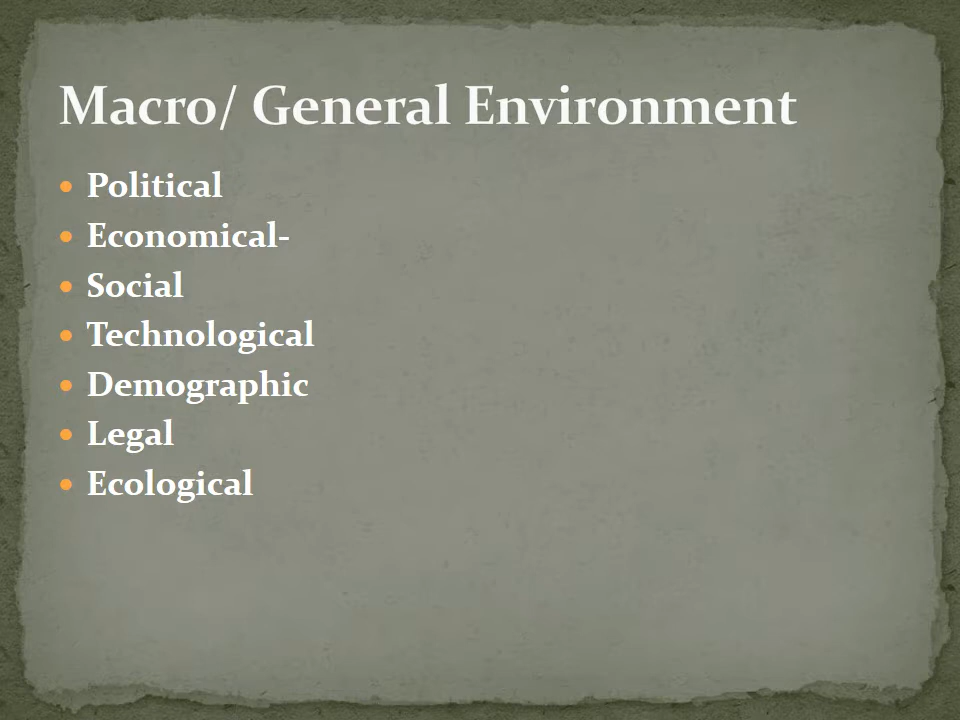 Macro/ General Environment
• Political
• Economical-
• Social
• Technological
• Demographic
• Legal
• Ecological